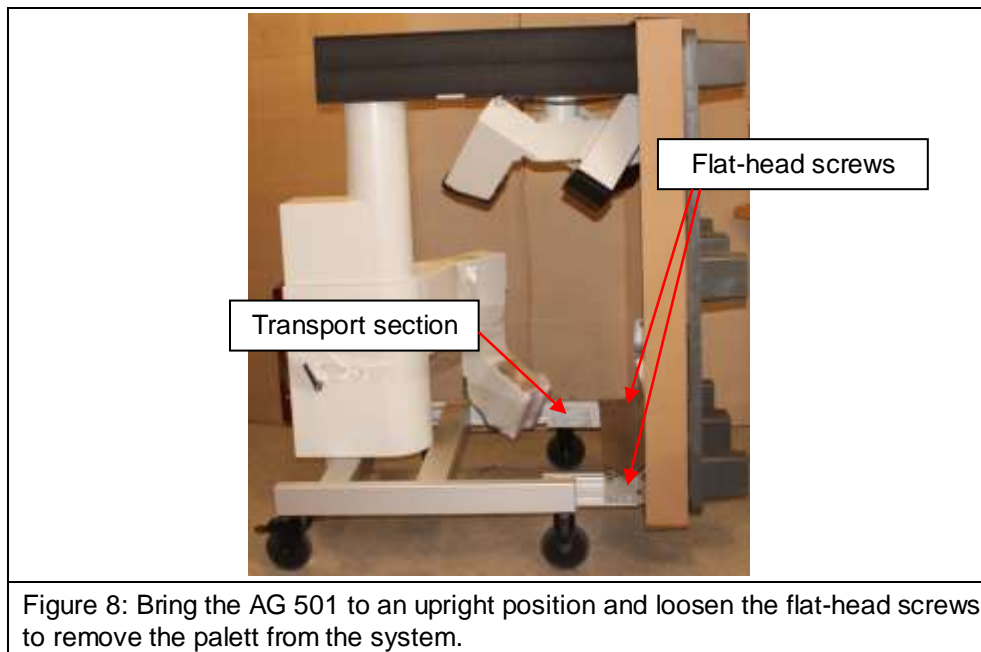 Flat-head screws
Transport section
Figure 8: Bring the AG 501 to an upright position and loosen the flat-head screws
to remove the palett from the system.